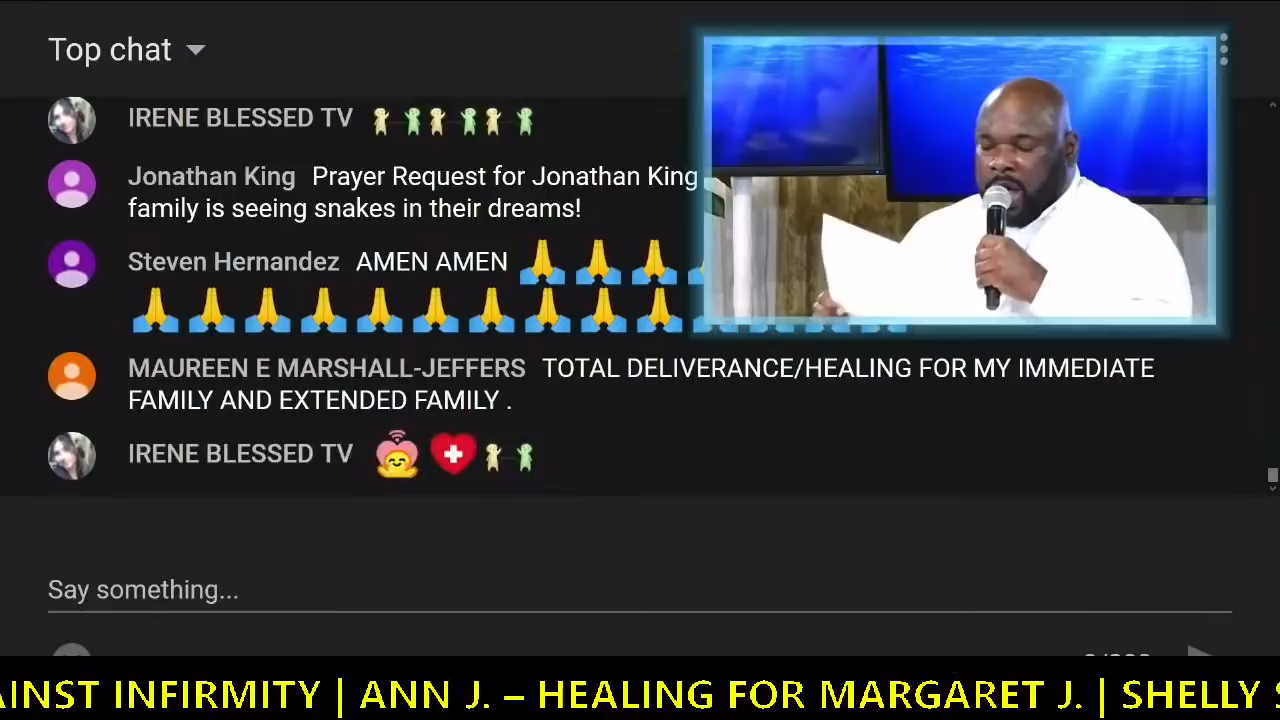 Top chat
IRENE BLESSED TV
Jonathan King Prayer Request for Jonathan King
family is seeing snakes in their dreams!
Steven Hernandez AMEN AMEN
MAUREEN E MARSHALL-JEFFERS TOTAL DELIVERANCE/HEALING FOR MY IMMEDIATE
FAMILY AND EXTENDED FAMILY .
IRENE BLESSED TV
Say something...
INFIRMITY | ANN J. – HEALING FOR MARGARET J. | SHELLY